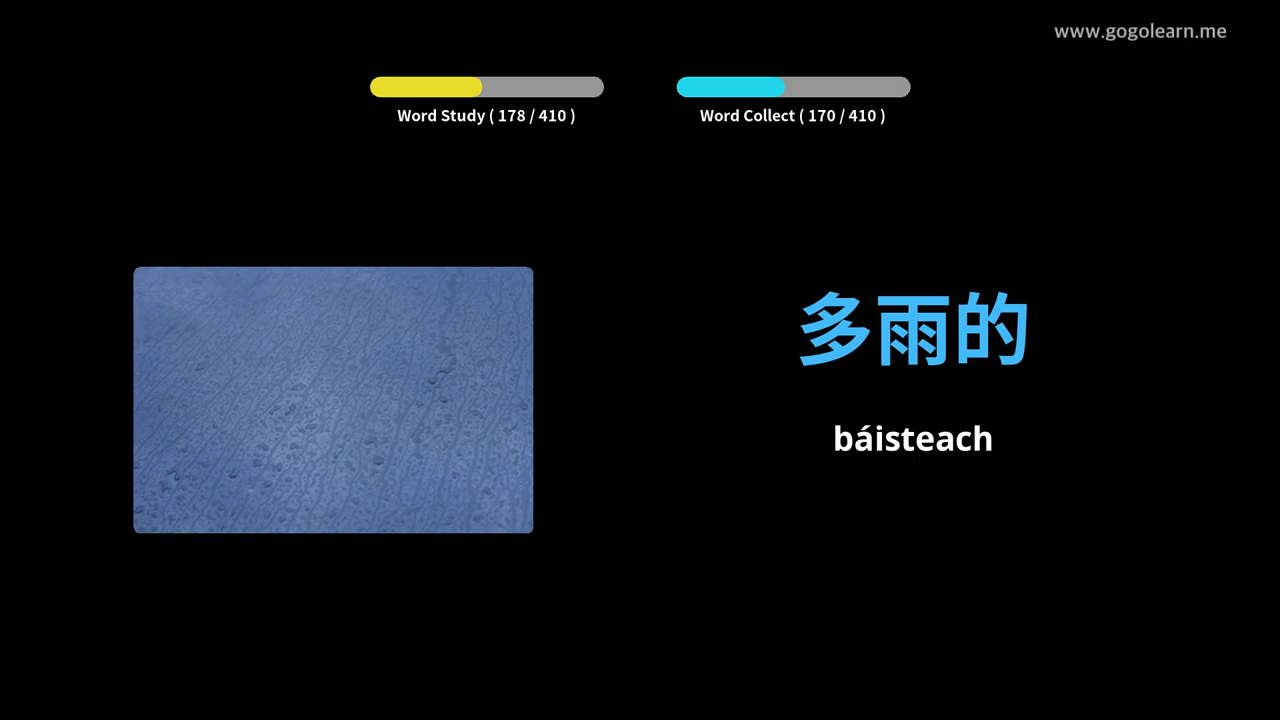 www.gogolearn.me
Word Study ( 178 / 410 )
Word Collect ( 170 / 410 )
多雨的
báisteach